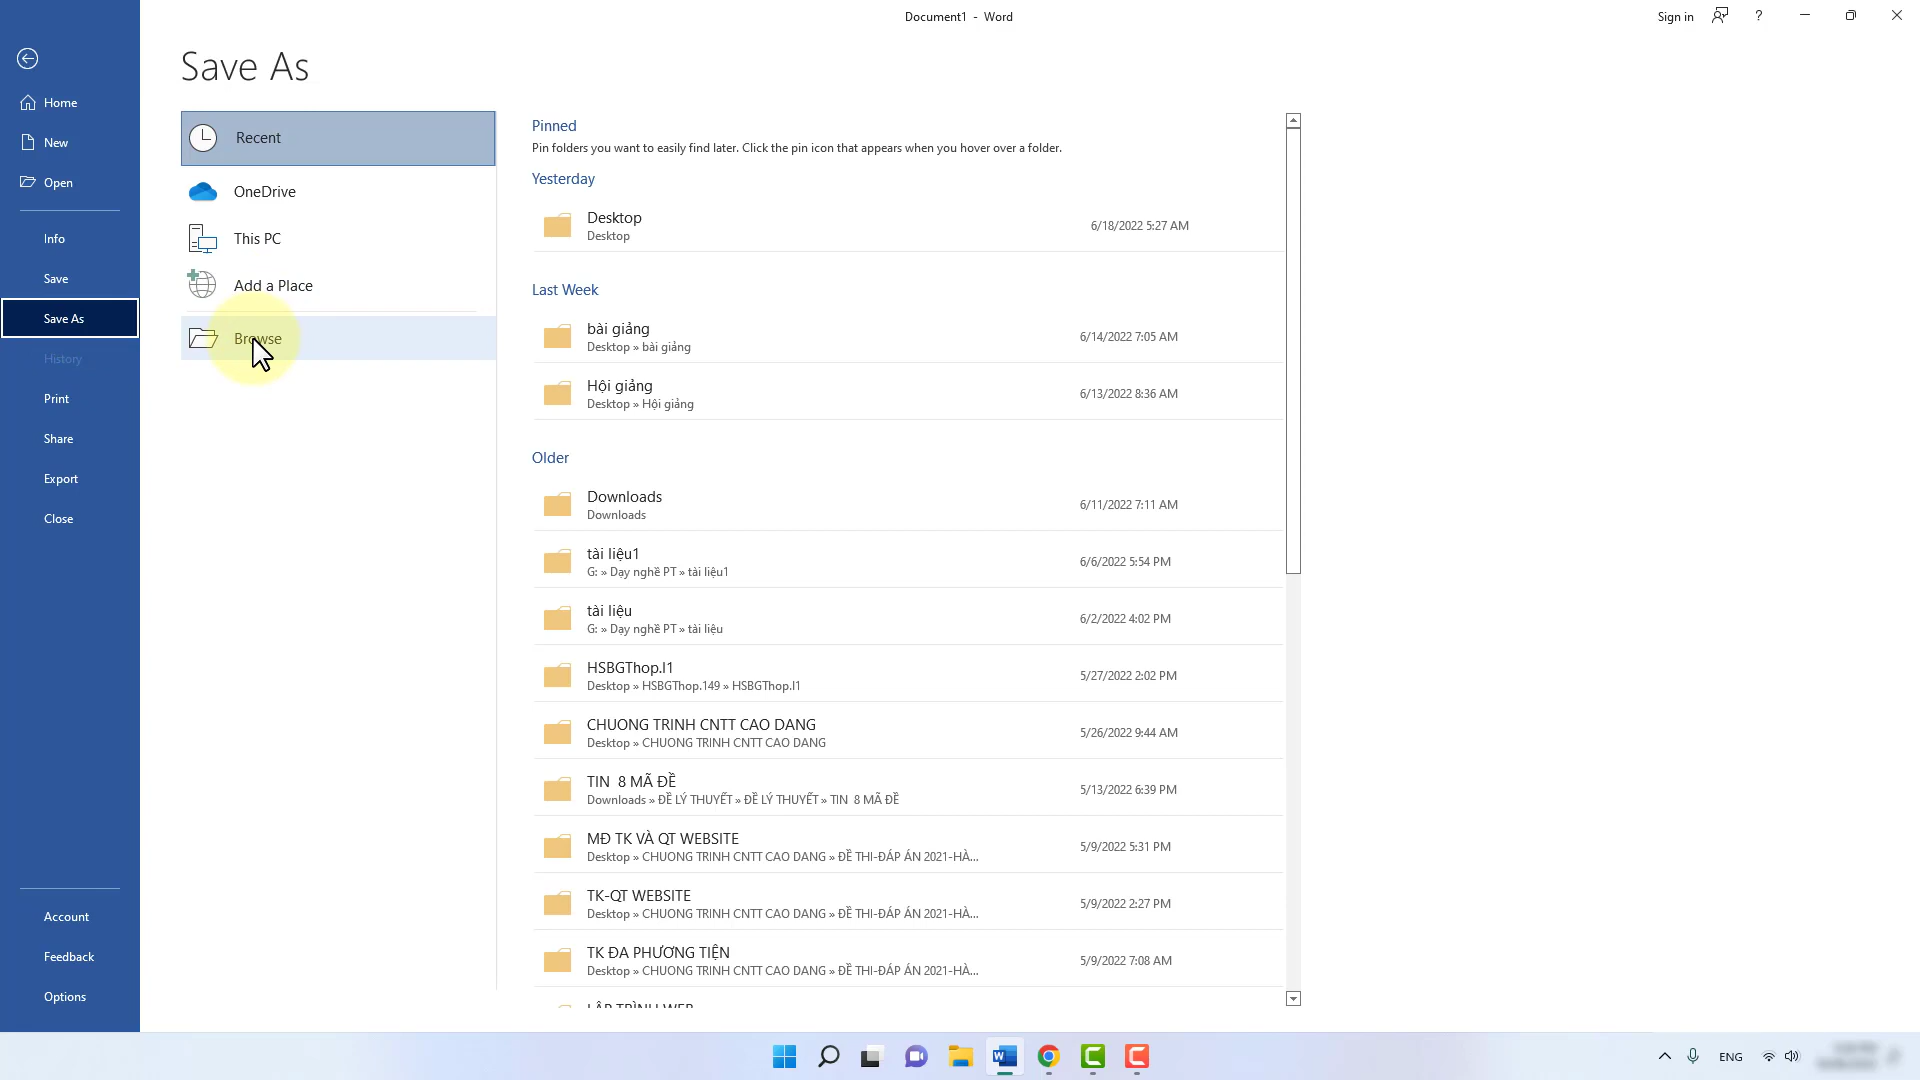 Document1 - Word
Sign in
?
Save As
Home
New
Open
Info
Save
Save As
History
Print
Share
Export
Close
Account
Feedback
Options
Recent
OneDrive
This PC
Add a Place
Browse
Pinned
Pin folders you want to easily find later. Click the pin icon that appears when you hover over a folder.
Yesterday
Desktop 6/18/2022 5:27 AM
Desktop
Last Week
bài giảng 6/14/2022 7:05 AM
Desktop » bài giảng
Hội giảng 6/13/2022 8:36 AM
Desktop » Hội giảng
Older
Downloads 6/11/2022 7:11 AM
Downloads
tài liệu1 6/6/2022 5:54 PM
G: » Dạy nghề PT » tài liệu1
tài liệu 6/2/2022 4:02 PM
G: » Dạy nghề PT » tài liệu
HSBGThop.I1 5/27/2022 2:02 PM
Desktop » HSBGThop.149 » HSBGThop.I1
CHUONG TRINH CNTT CAO DANG 5/26/2022 9:44 AM
Desktop » CHUONG TRINH CNTT CAO DANG
TIN 8 MÃ ĐỀ 5/13/2022 6:39 PM
Downloads » ĐỀ LÝ THUYẾT » ĐỀ LÝ THUYẾT » TIN 8 MÃ ĐỀ
MĐ TK VÀ QT WEBSITE 5/9/2022 5:31 PM
Desktop » CHUONG TRINH CNTT CAO DANG » ĐỀ THI-ĐÁP ÁN 2021-HÀ...
TK-QT WEBSITE 5/9/2022 2:27 PM
Desktop » CHUONG TRINH CNTT CAO DANG » ĐỀ THI-ĐÁP ÁN 2021-HÀ...
TK ĐA PHƯƠNG TIỆN 5/9/2022 7:08 AM
Desktop » CHUONG TRINH CNTT CAO DANG » ĐỀ THI-ĐÁP ÁN 2021-HÀ...
LẬP TRÌNH WEB
ENG